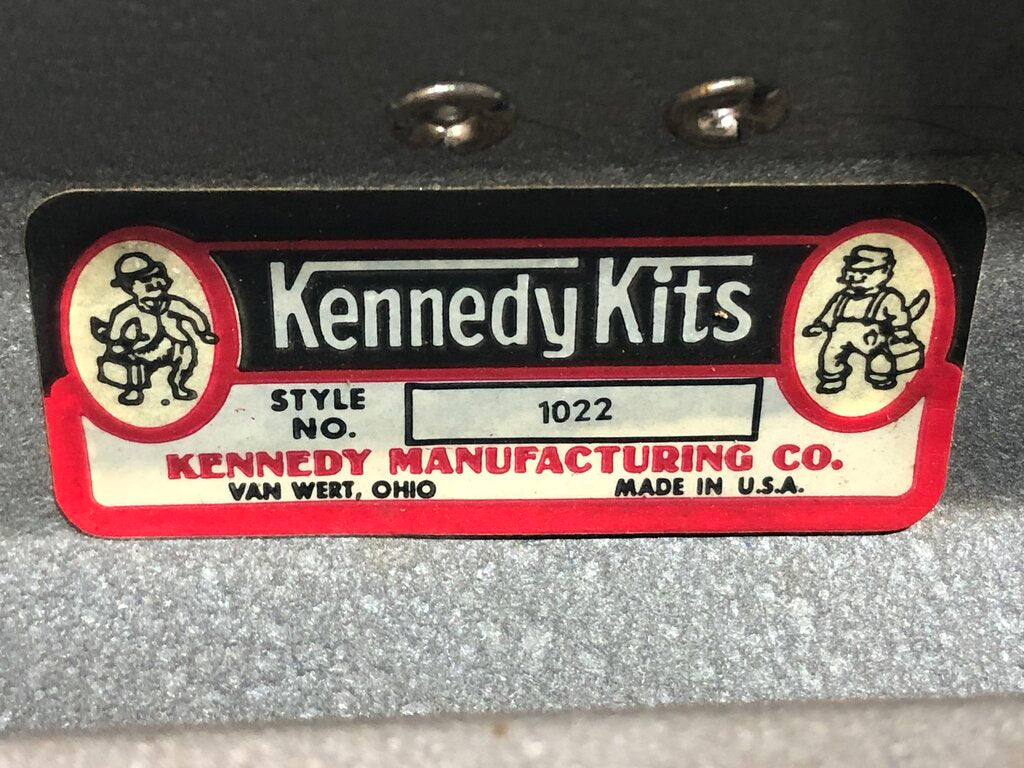 Kennedy Kits
STYLE NO. 1022
KENNEDY MANUFACTURING CO.
VAN WERT, OHIO MADE IN U.S.A.